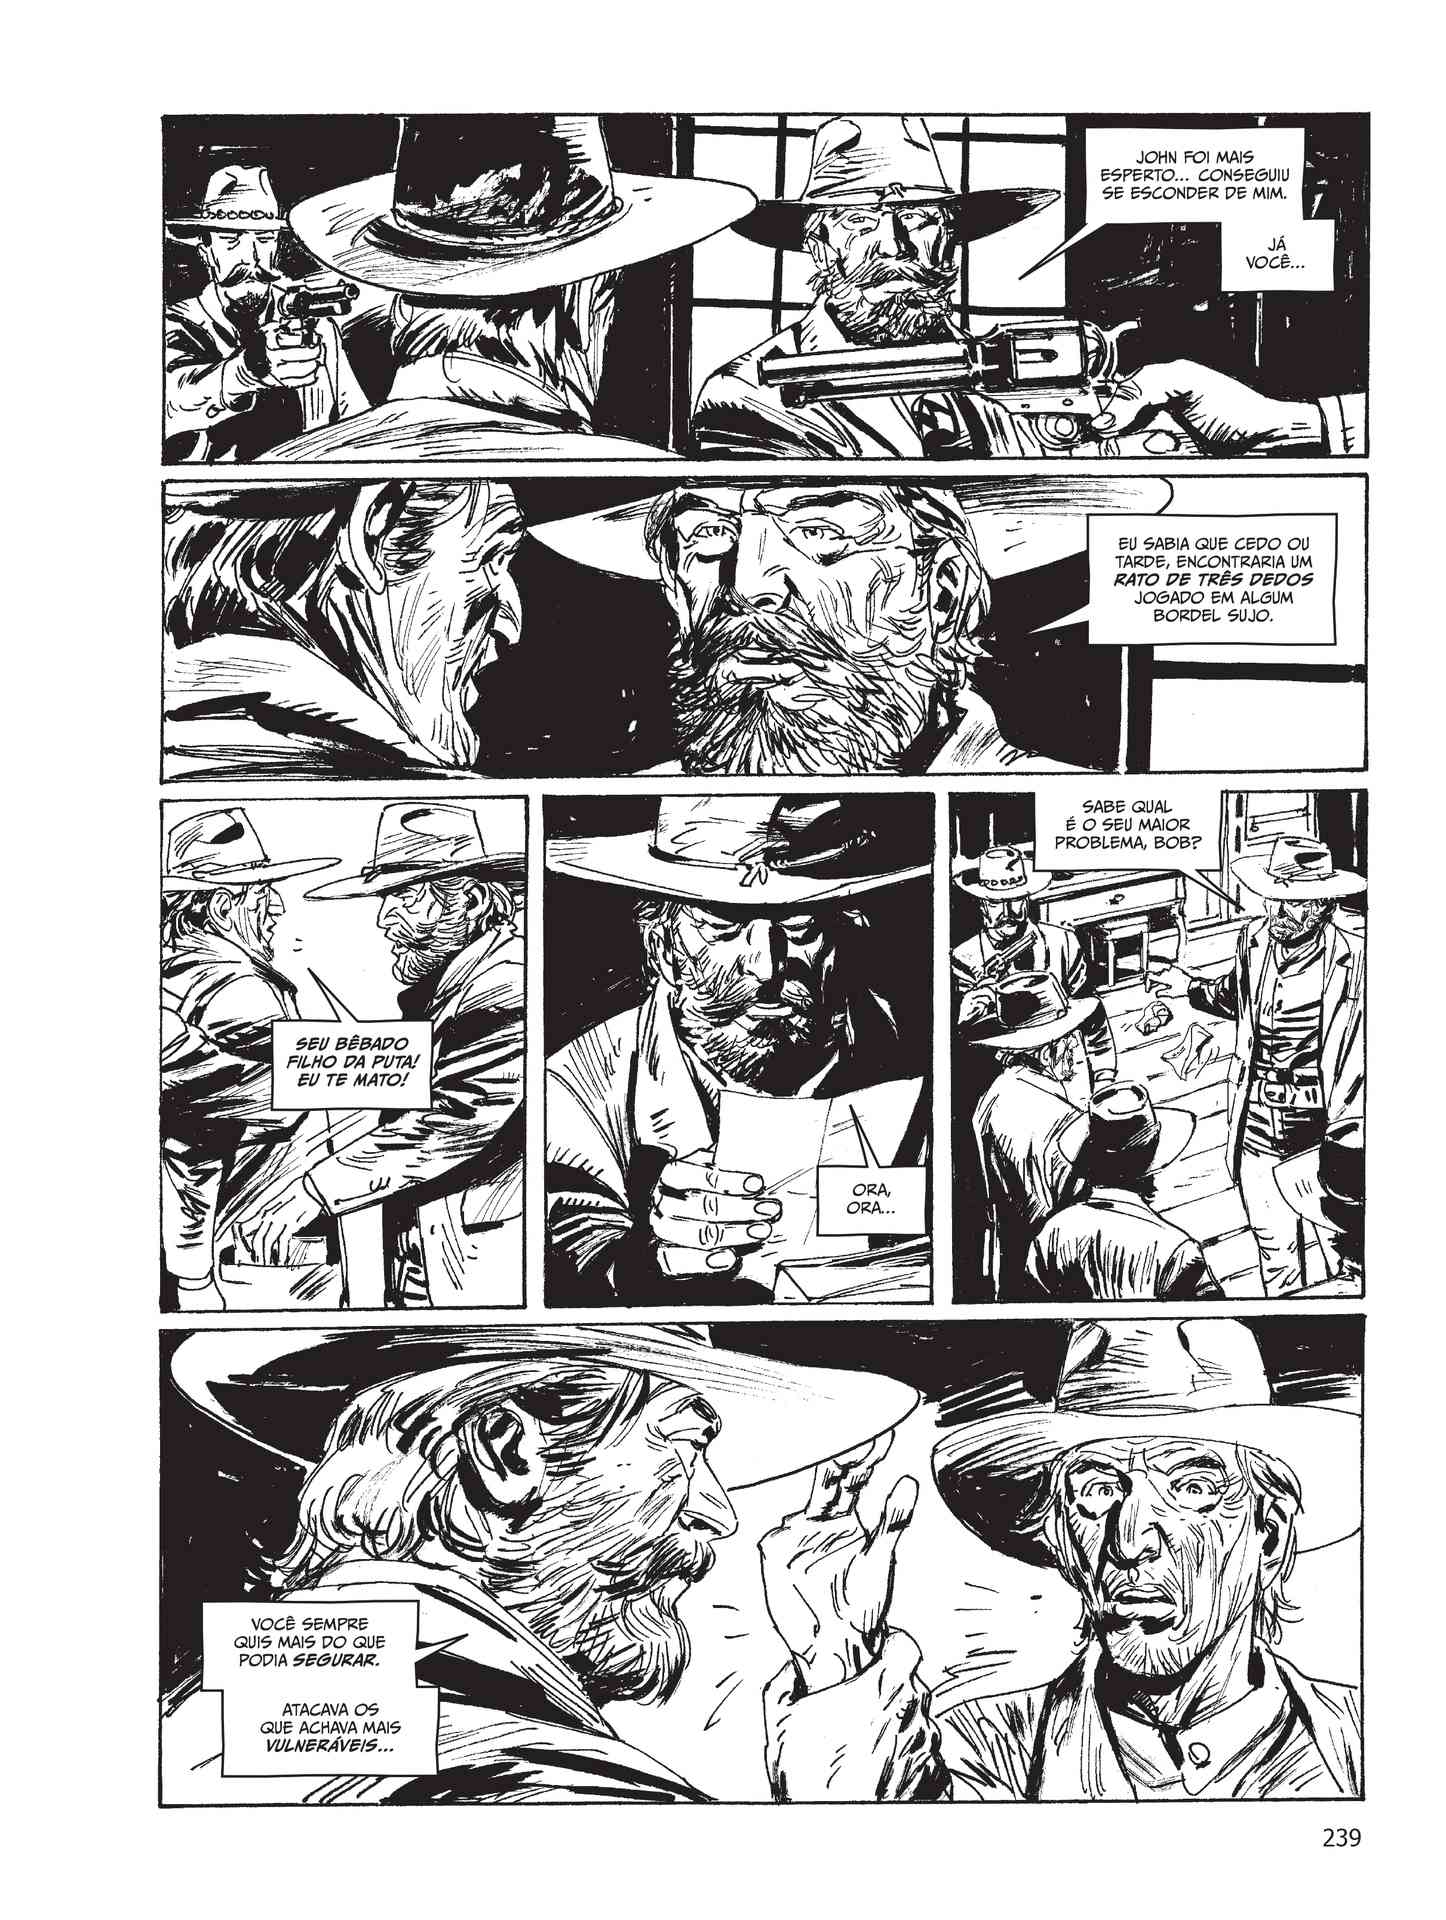 JOHN FOI MAIS
ESPERTO... CONSEGUIU
SE ESCONDER DE MIM.
JÁ
VOCÊ...
EU SABIA QUE CEDO OU
TARDE, ENCONTRARIA UM
RATO DE TRÊS DEDOS
JOGADO EM ALGUM
BORDEL SUJO.
SEU BÊBADO
FILHO DA PUTA!
EU TE MATO!
ORA,
ORA...
SABE QUAL
É O SEU MAIOR
PROBLEMA, BOB?
VOCÊ SEMPRE
QUIS MAIS DO QUE
PODIA SEGURAR.
ATACAVA OS
QUE ACHAVA MAIS
VULNERÁVEIS...
239